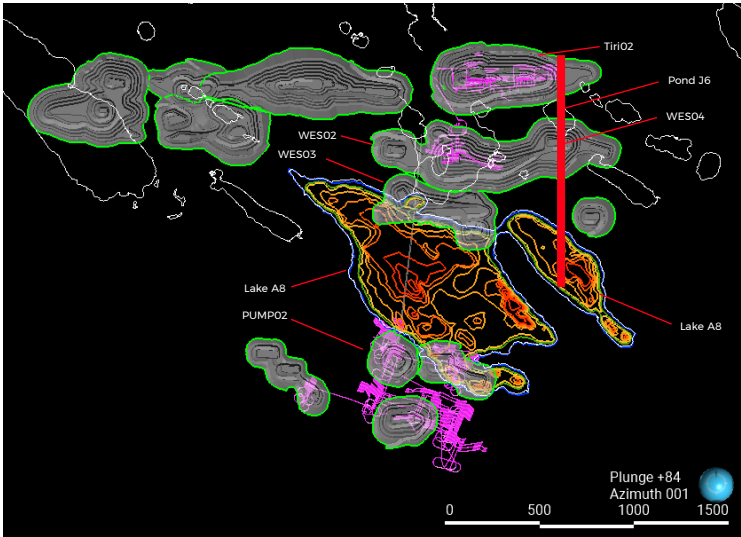 Tiri02
Pond J6
WES04
WES02
WES03
Lake A8
PUMP02
Lake A8
Plunge +84
Azimuth 001
0 500 1000 1500